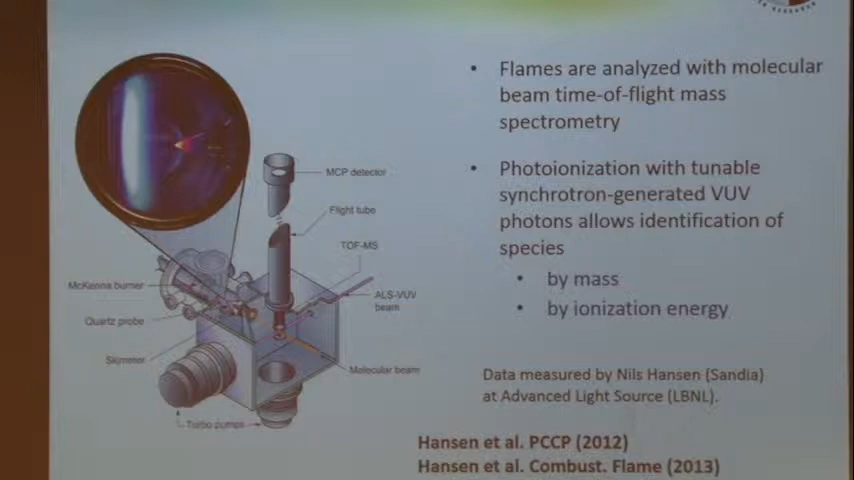 • Flames are analyzed with molecular
beam time-of-flight mass
spectrometry
• Photoionization with tunable
synchrotron-generated VUV
photons allows identification of
species
• by mass
• by ionization energy
Data measured by Nils Hansen (Sandia)
at Advanced Light Source (LBNL).
Hansen et al. PCCP (2012)
Hansen et al. Combust. Flame (2013)
MCP detector
Flight tube
TOF-MS
McKenna burner
ALS-VUV
beam
Quartz probe
Skimmer
Molecular beam
Turbo pumps